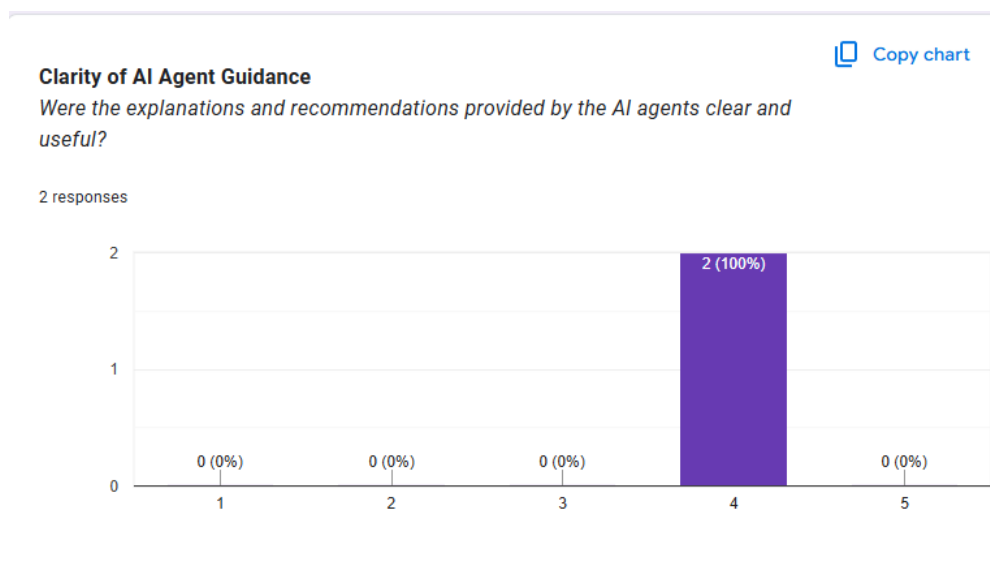 Copy chart
Clarity of AI Agent Guidance
Were the explanations and recommendations provided by the AI agents clear and
useful?
2 responses
2
2 (100%)
1
0 (0%) 0 (0%) 0 (0%) 0 (0%)
0
1 2 3 4 5